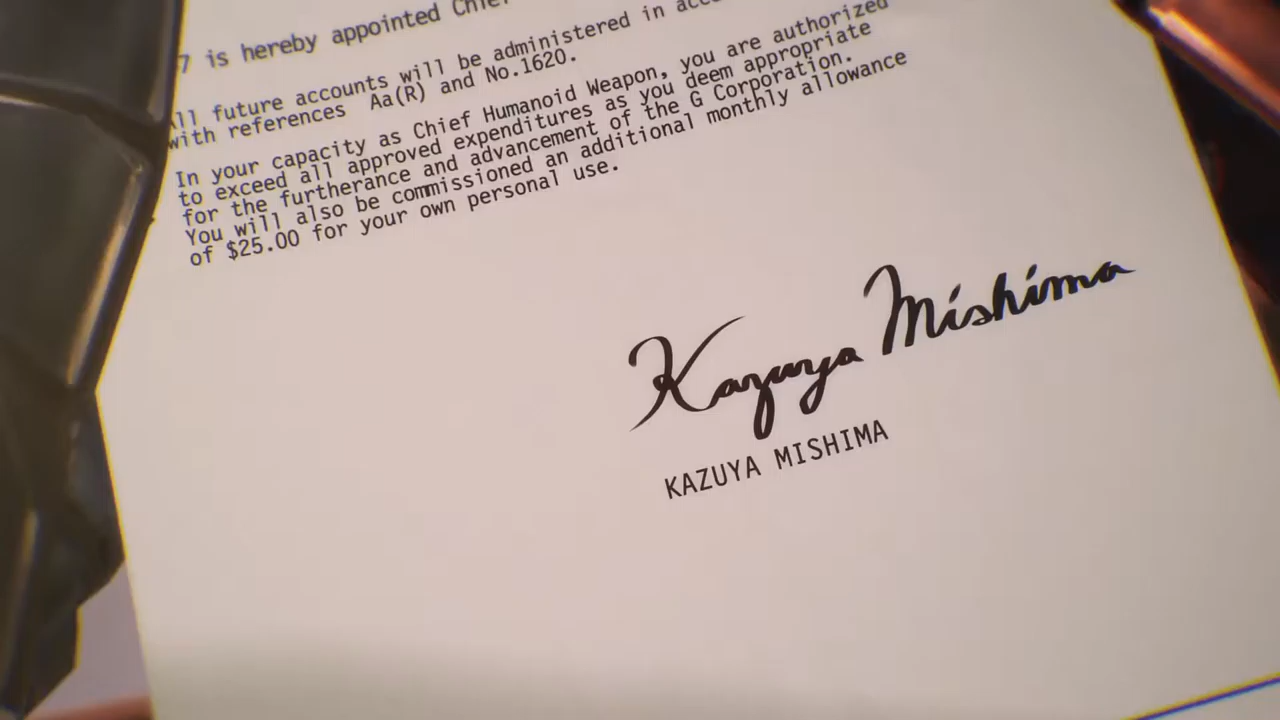 7 is hereby appointed Chief
All future accounts will be administered in
with references Aa(R) and No.1620.
In your capacity as Chief Humanoid Weapon, you are authorized
to exceed all approved expenditures as you deem appropriate
for the furtherance and advancement of the G Corporation.
You will also be commissioned an additional monthly allowance
of $25.00 for your own personal use.
Kazuya Mishima
KAZUYA MISHIMA